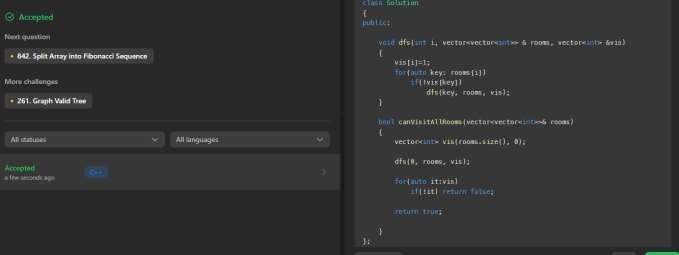 Accepted
Next question
842. Split Array into Fibonacci Sequence
More challenges
261. Graph Valid Tree
All statuses
All languages
Accepted
a few seconds ago
C++
class Solution
{
public:
void dfs(int i, vector<vector<int>> & rooms, vector<int> &vis)
{
vis[i]=1;
for(auto key: rooms[i])
if(!vis[key])
dfs(key, rooms, vis);
}
bool canVisitAllRooms(vector<vector<int>>& rooms)
{
vector<int> vis(rooms.size(), 0);
dfs(0, rooms, vis);
for(auto it:vis)
if(!it) return false;
return true;
}
};